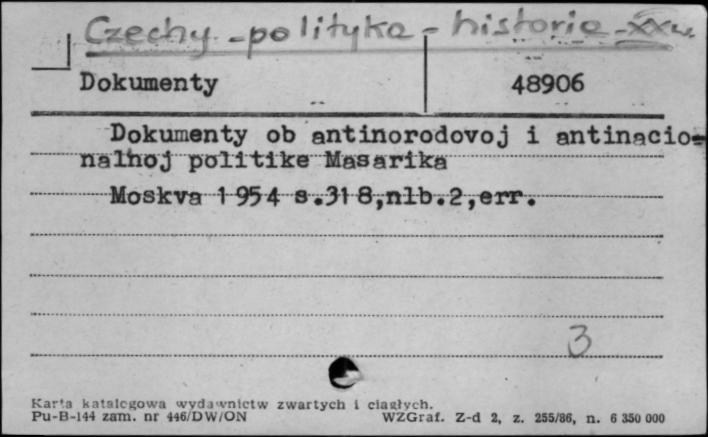 Czechy - polityka - historia - XX w.
Dokumenty 48906
Dokumenty ob antinorodovoj i antinacio=
nalhoj politike Masarika
Moskva 1954 s.318,nlb.2,err.
3
Karta katalogowa wydawnictw zwartych i ciągłych.
Pu-B-144 zam. nr 446/DW/ON WZGraf. Z-d 2, z. 255/86, n. 6 350 000